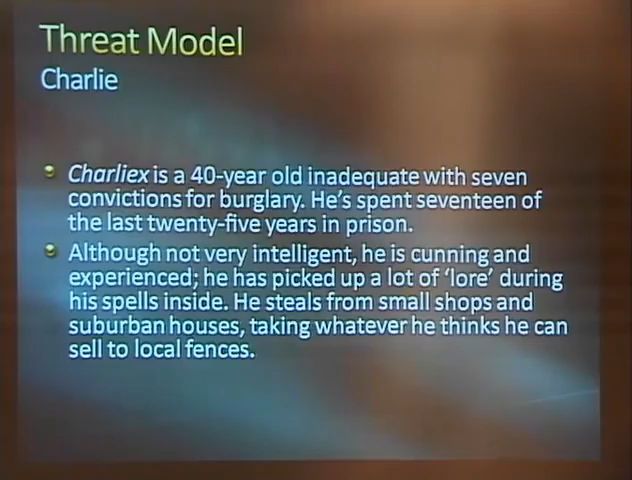 Threat Model
Charlie
Charliex is a 40-year old inadequate with seven
convictions for burglary. He's spent seventeen of
the last twenty-five years in prison.
Although not very intelligent, he is cunning and
experienced; he has picked up a lot of 'lore' during
his spells inside. He steals from small shops and
suburban houses, taking whatever he thinks he can
sell to local fences.